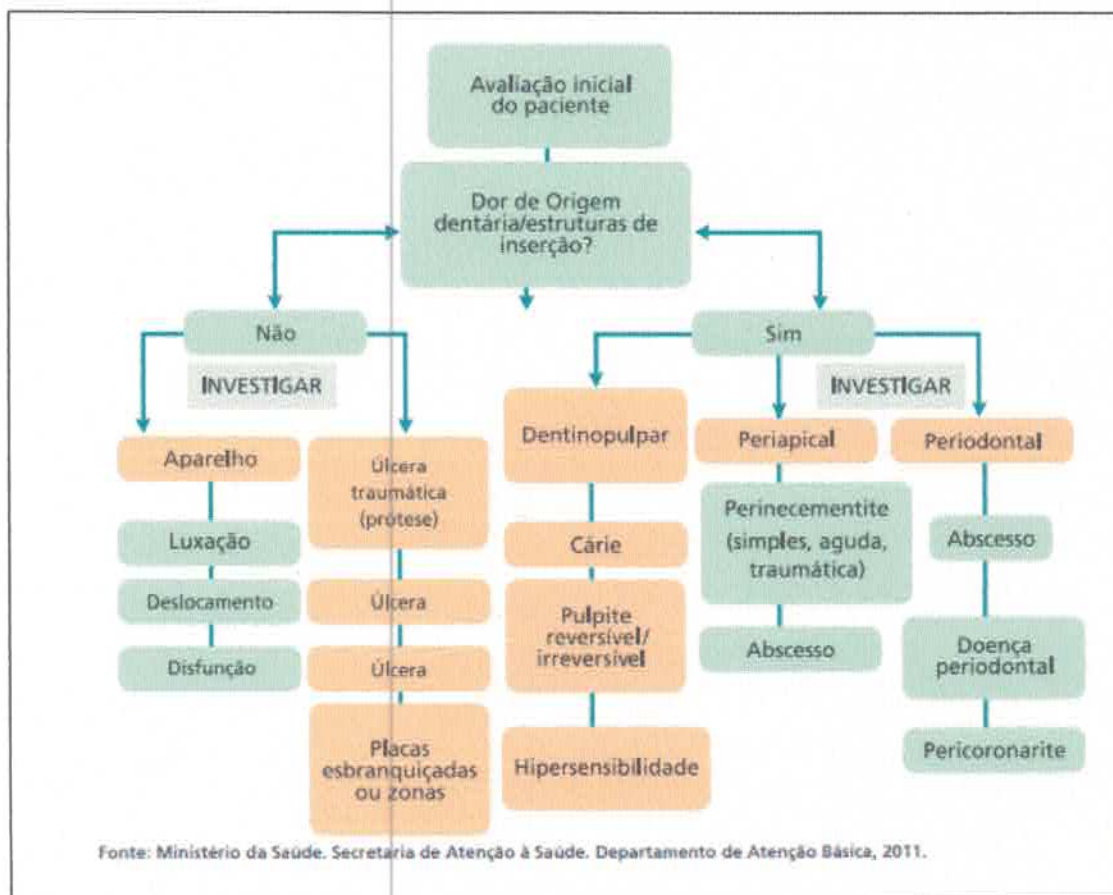 Avaliação inicial
do paciente
Dor de Origem
dentária/estruturas de
inserção?
Não
Sim
INVESTIGAR
INVESTIGAR
Aparelho
Luxação
Deslocamento
Disfunção
Úlcera
traumática
(prótese)
Úlcera
Úlcera
Placas
esbranquiçadas
ou zonas
Dentinopulpar
Cárie
Pulpite
reversível/
irreversível
Hipersensibilidade
Periapical
Perinecementite
(simples, aguda,
traumática)
Abscesso
Periodontal
Abscesso
Doença
periodontal
Pericoronarite
Fonte: Ministério da Saúde. Secretaria de Atenção à Saúde. Departamento de Atenção Básica, 2011.